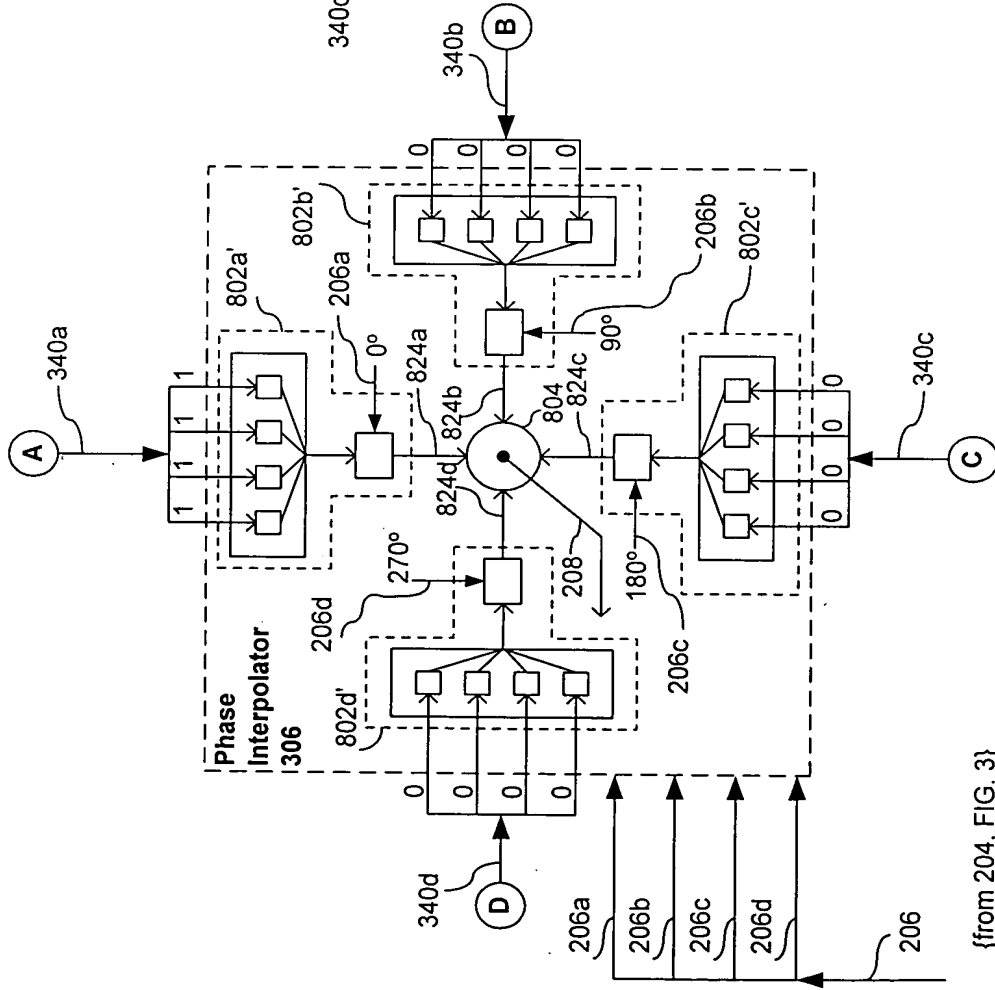 A
340a
1
1
1
1
802a'
206a
0°
824a
340c
B
340b
0
0
0
0
802b'
206b
90°
824b
804
824c
824d
208
270°
206d
802d'
Phase
Interpolator
306
0
0
0
0
D
340d
180°
206c
802c'
0
0
0
0
340c
C
206a
206b
206c
206d
206
{from 204, FIG. 3}